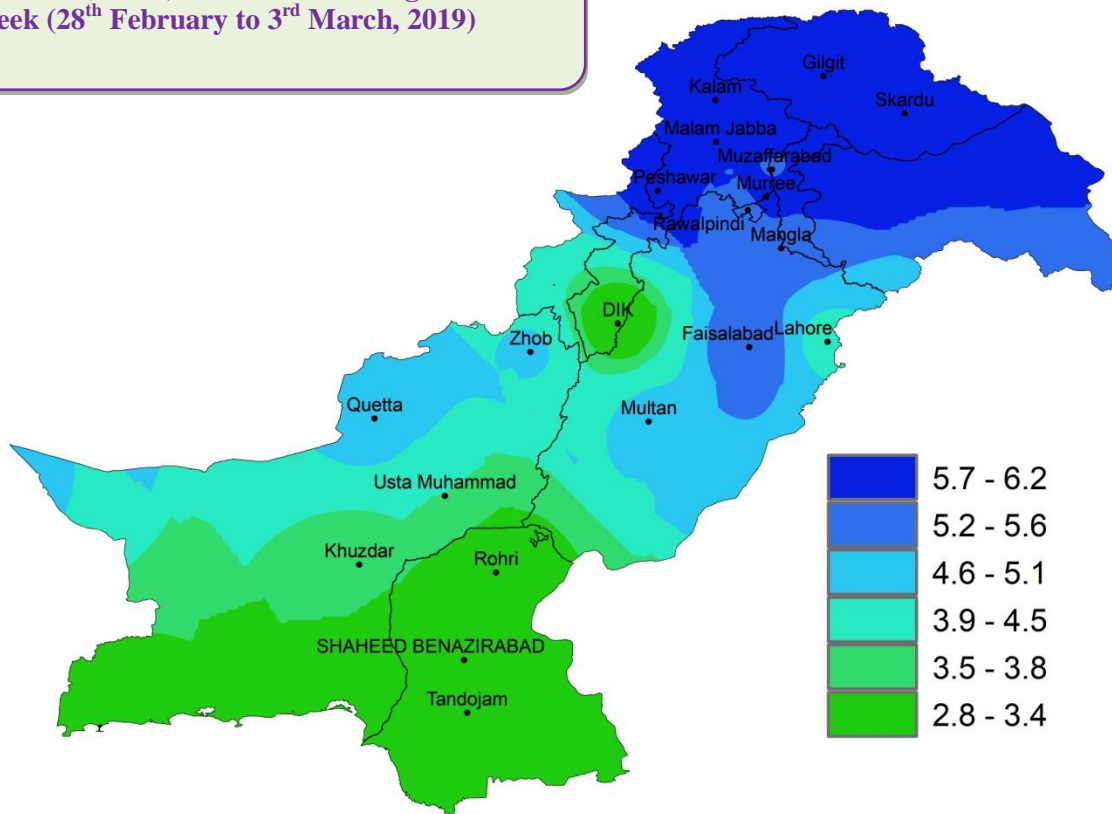 week (28th February to 3rd March, 2019)
Gilgit
Kalam
Skardu
Malam Jabba
Muzaffarabad
Peshawar
Murree
Rawalpindi
Mangla
DIK
Zhob
Faisalabad
Lahore
Quetta
Multan
Usta Muhammad
Khuzdar
Rohri
SHAHEED BENAZIRABAD
Tandojam
5.7 - 6.2
5.2 - 5.6
4.6 - 5.1
3.9 - 4.5
3.5 - 3.8
2.8 - 3.4